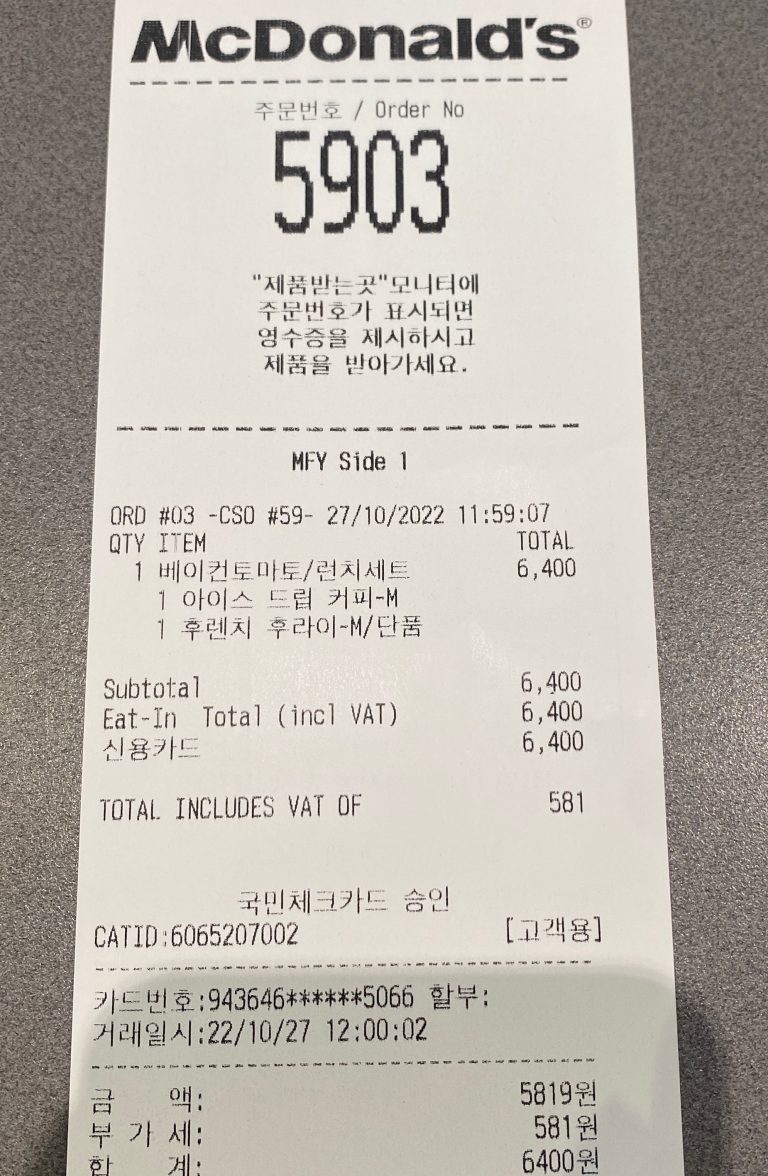 McDonald's®
주문번호 / Order No
5903
"제품받는곳"모니터에
주문번호가 표시되면
영수증을 제시하시고
제품을 받아가세요.
MFY Side 1
ORD #03 -CSO #59- 27/10/2022 11:59:07
QTY ITEM TOTAL
1 베이컨토마토/런치세트 6,400
1 아이스 드립 커피-M
1 후렌치 후라이-M/단품
Subtotal 6,400
Eat-In Total (incl VAT) 6,400
신용카드 6,400
TOTAL INCLUDES VAT OF 581
국민체크카드 승인
CATID:6065207002 [고객용]
카드번호:943646******5066 할부:
거래일시:22/10/27 12:00:02
금 액: 5819원
부 가 세: 581원
합 계: 6400원